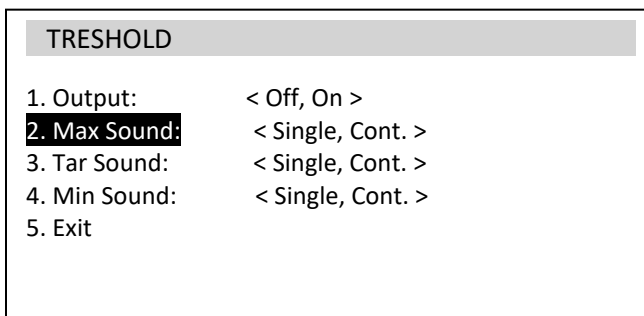 TRESHOLD
1. Output: < Off, On >
2. Max Sound: < Single, Cont. >
3. Tar Sound: < Single, Cont. >
4. Min Sound: < Single, Cont. >
5. Exit